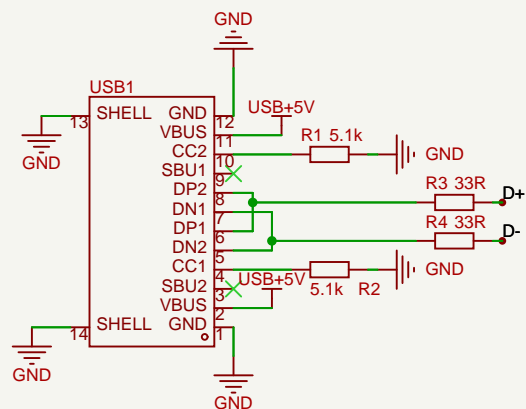 GND
USB1
13 SHELL GND 12
GND
VBUS 11 USB+5V
CC2 10 R1 5.1k GND
SBU1 9
DP2 8 R3 33R D+
DN1 7
DP1 6 R4 33R D-
DN2 5
CC1 4 5.1k R2 GND
SBU2 3 USB+5V
VBUS 2
14 SHELL GND 1
GND
GND